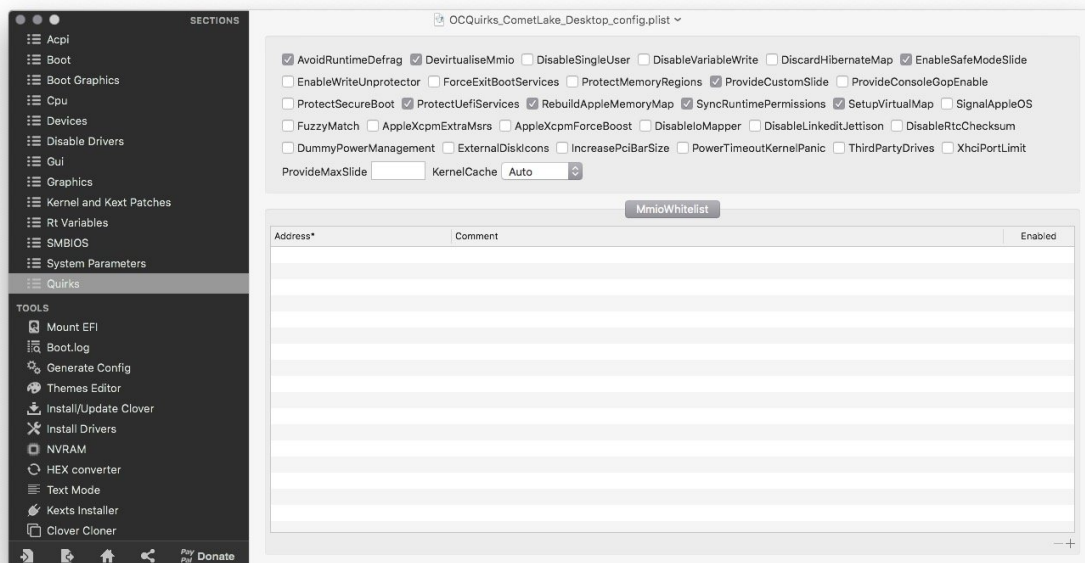 SECTIONS
OCQuirks_CometLake_Desktop_config.plist
Acpi
Boot
Boot Graphics
Cpu
Devices
Disable Drivers
Gui
Graphics
Kernel and Kext Patches
Rt Variables
SMBIOS
System Parameters
Quirks
TOOLS
Mount EFI
Boot.log
Generate Config
Themes Editor
Install/Update Clover
Install Drivers
NVRAM
HEX converter
Text Mode
Kexts Installer
Clover Cloner
Pay Pal Donate
AvoidRuntimeDefrag DevirtualiseMmio DisableSingleUser DisableVariableWrite DiscardHibernateMap EnableSafeModeSlide
EnableWriteUnprotector ForceExitBootServices ProtectMemoryRegions ProvideCustomSlide ProvideConsoleGopEnable
ProtectSecureBoot ProtectUefiServices RebuildAppleMemoryMap SyncRuntimePermissions SetupVirtualMap SignalAppleOS
FuzzyMatch AppleXcpmExtraMsrs AppleXcpmForceBoost DisableIoMapper DisableLinkeditJettison DisableRtcChecksum
DummyPowerManagement ExternalDiskIcons IncreasePciBarSize PowerTimeoutKernelPanic ThirdPartyDrives XhciPortLimit
ProvideMaxSlide KernelCache Auto
MmioWhitelist
Address* Comment Enabled